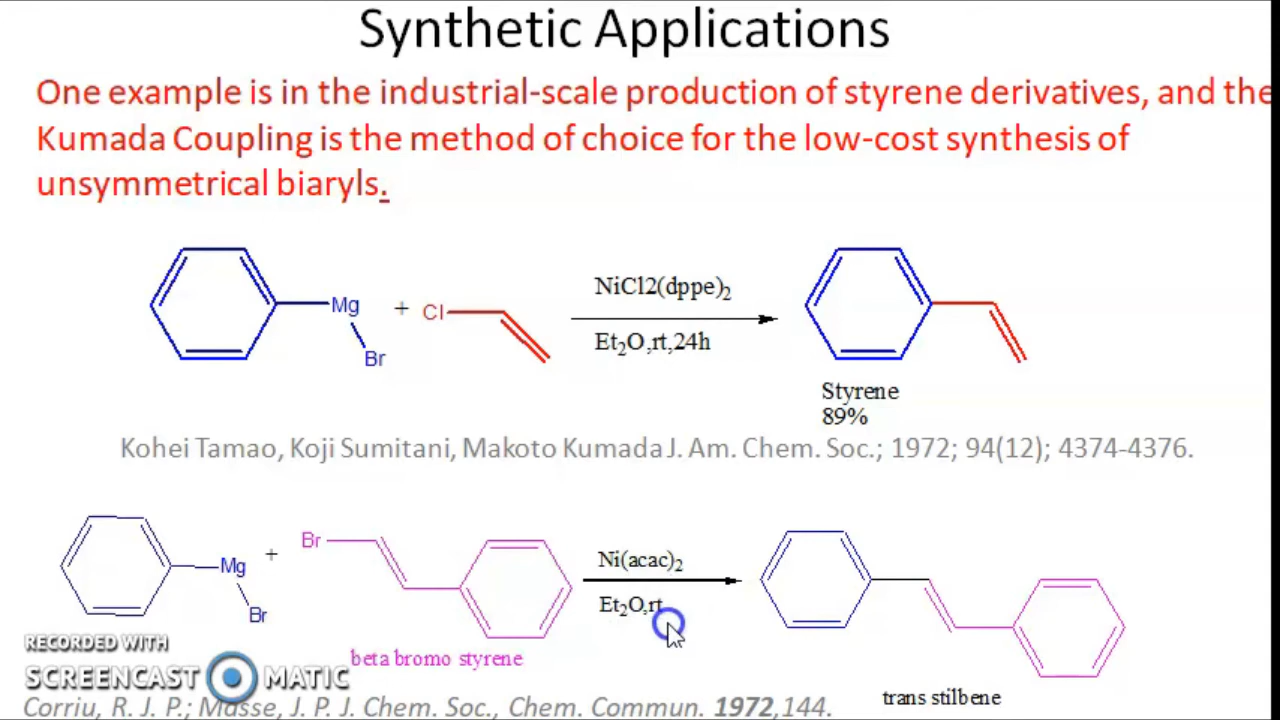 Synthetic Applications
One example is in the industrial-scale production of styrene derivatives, and the
Kumada Coupling is the method of choice for the low-cost synthesis of
unsymmetrical biaryls.
Mg
Br
+
Cl
NiCl2(dppe)₂
Et₂O,rt,24h
Styrene
89%
Kohei Tamao, Koji Sumitani, Makoto Kumada J. Am. Chem. Soc.; 1972; 94(12); 4374-4376.
Mg
Br
+
Br
beta bromo styrene
Ni(acac)₂
Et₂O,rt
trans stilbene
RECORDED WITH
SCREENCAST MATIC
Corriu, R. J. P.; Masse, J. P. J. Chem. Soc., Chem. Commun. 1972,144.